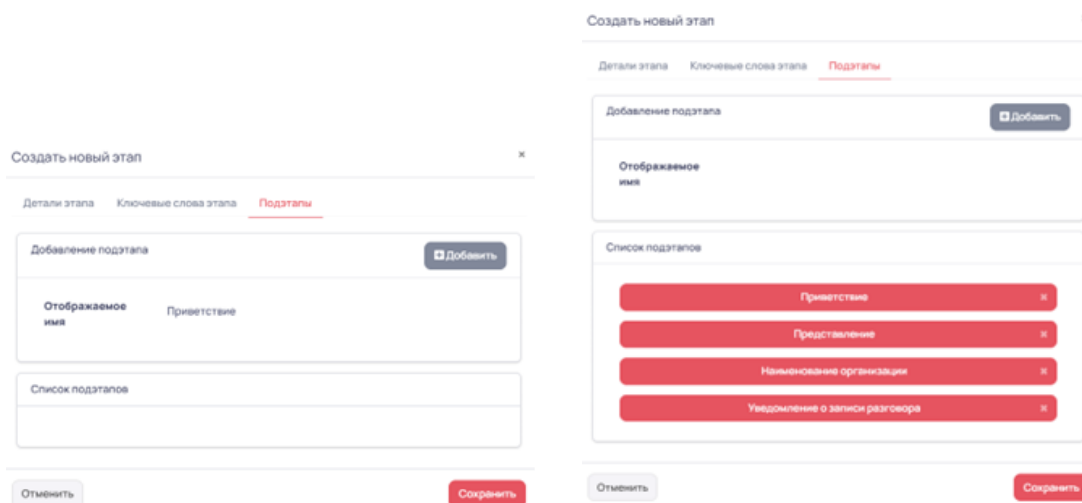 Создать новый этап
×
Детали этапа Ключевые слова этапа Подэтапы
Добавление подэтапа
Добавить
Отображаемое
имя
Приветствие
Список подэтапов
Отменить
Сохранить
Создать новый этап
Детали этапа Ключевые слова этапа Подэтапы
Добавление подэтапа
Добавить
Отображаемое
имя
Список подэтапов
Приветствие ×
Представление ×
Наименование организации ×
Уведомление о записи разговора ×
Отменить
Сохранить